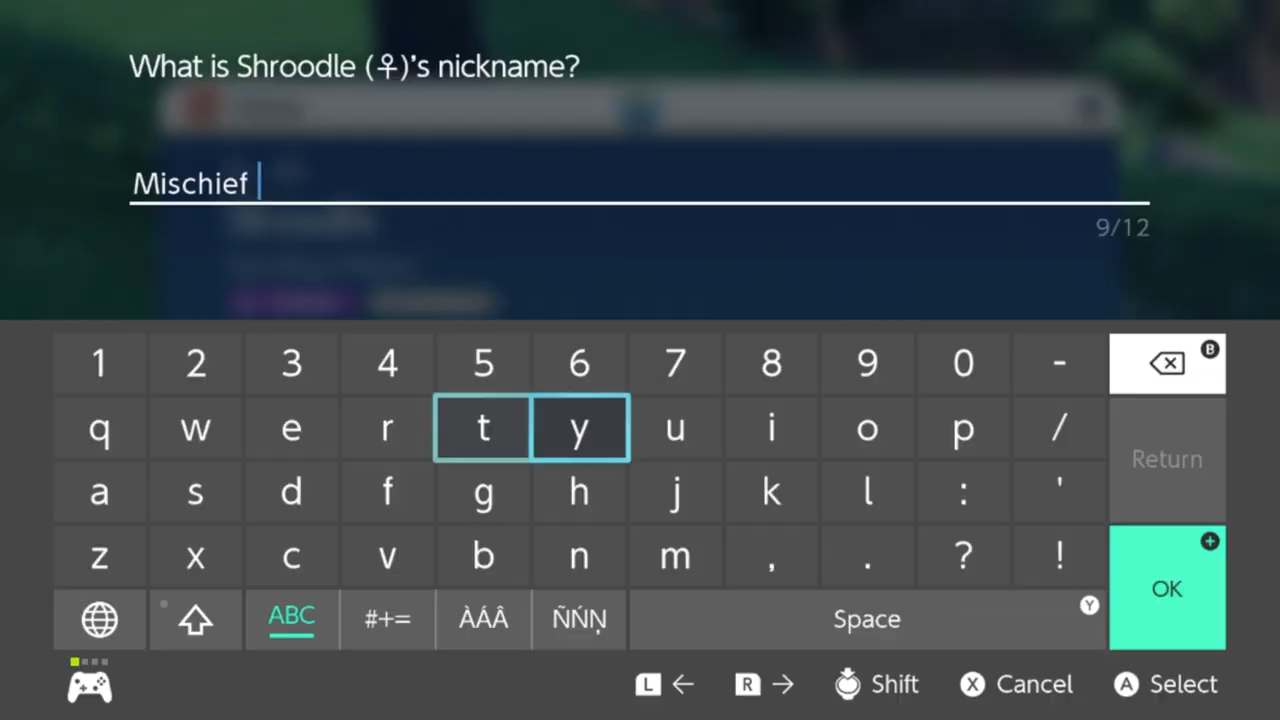 What is Shroodle (♀)'s nickname?
Mischief
9/12
1 2 3 4 5 6 7 8 9 0 -
B
q w e r t y u i o p /
Return
a s d f g h j k l : '
z x c v b n m , . ? !
+
OK
ABC #+= ÀÁÂ ÑŃŅ Space Y
L ← R → Shift X Cancel A Select